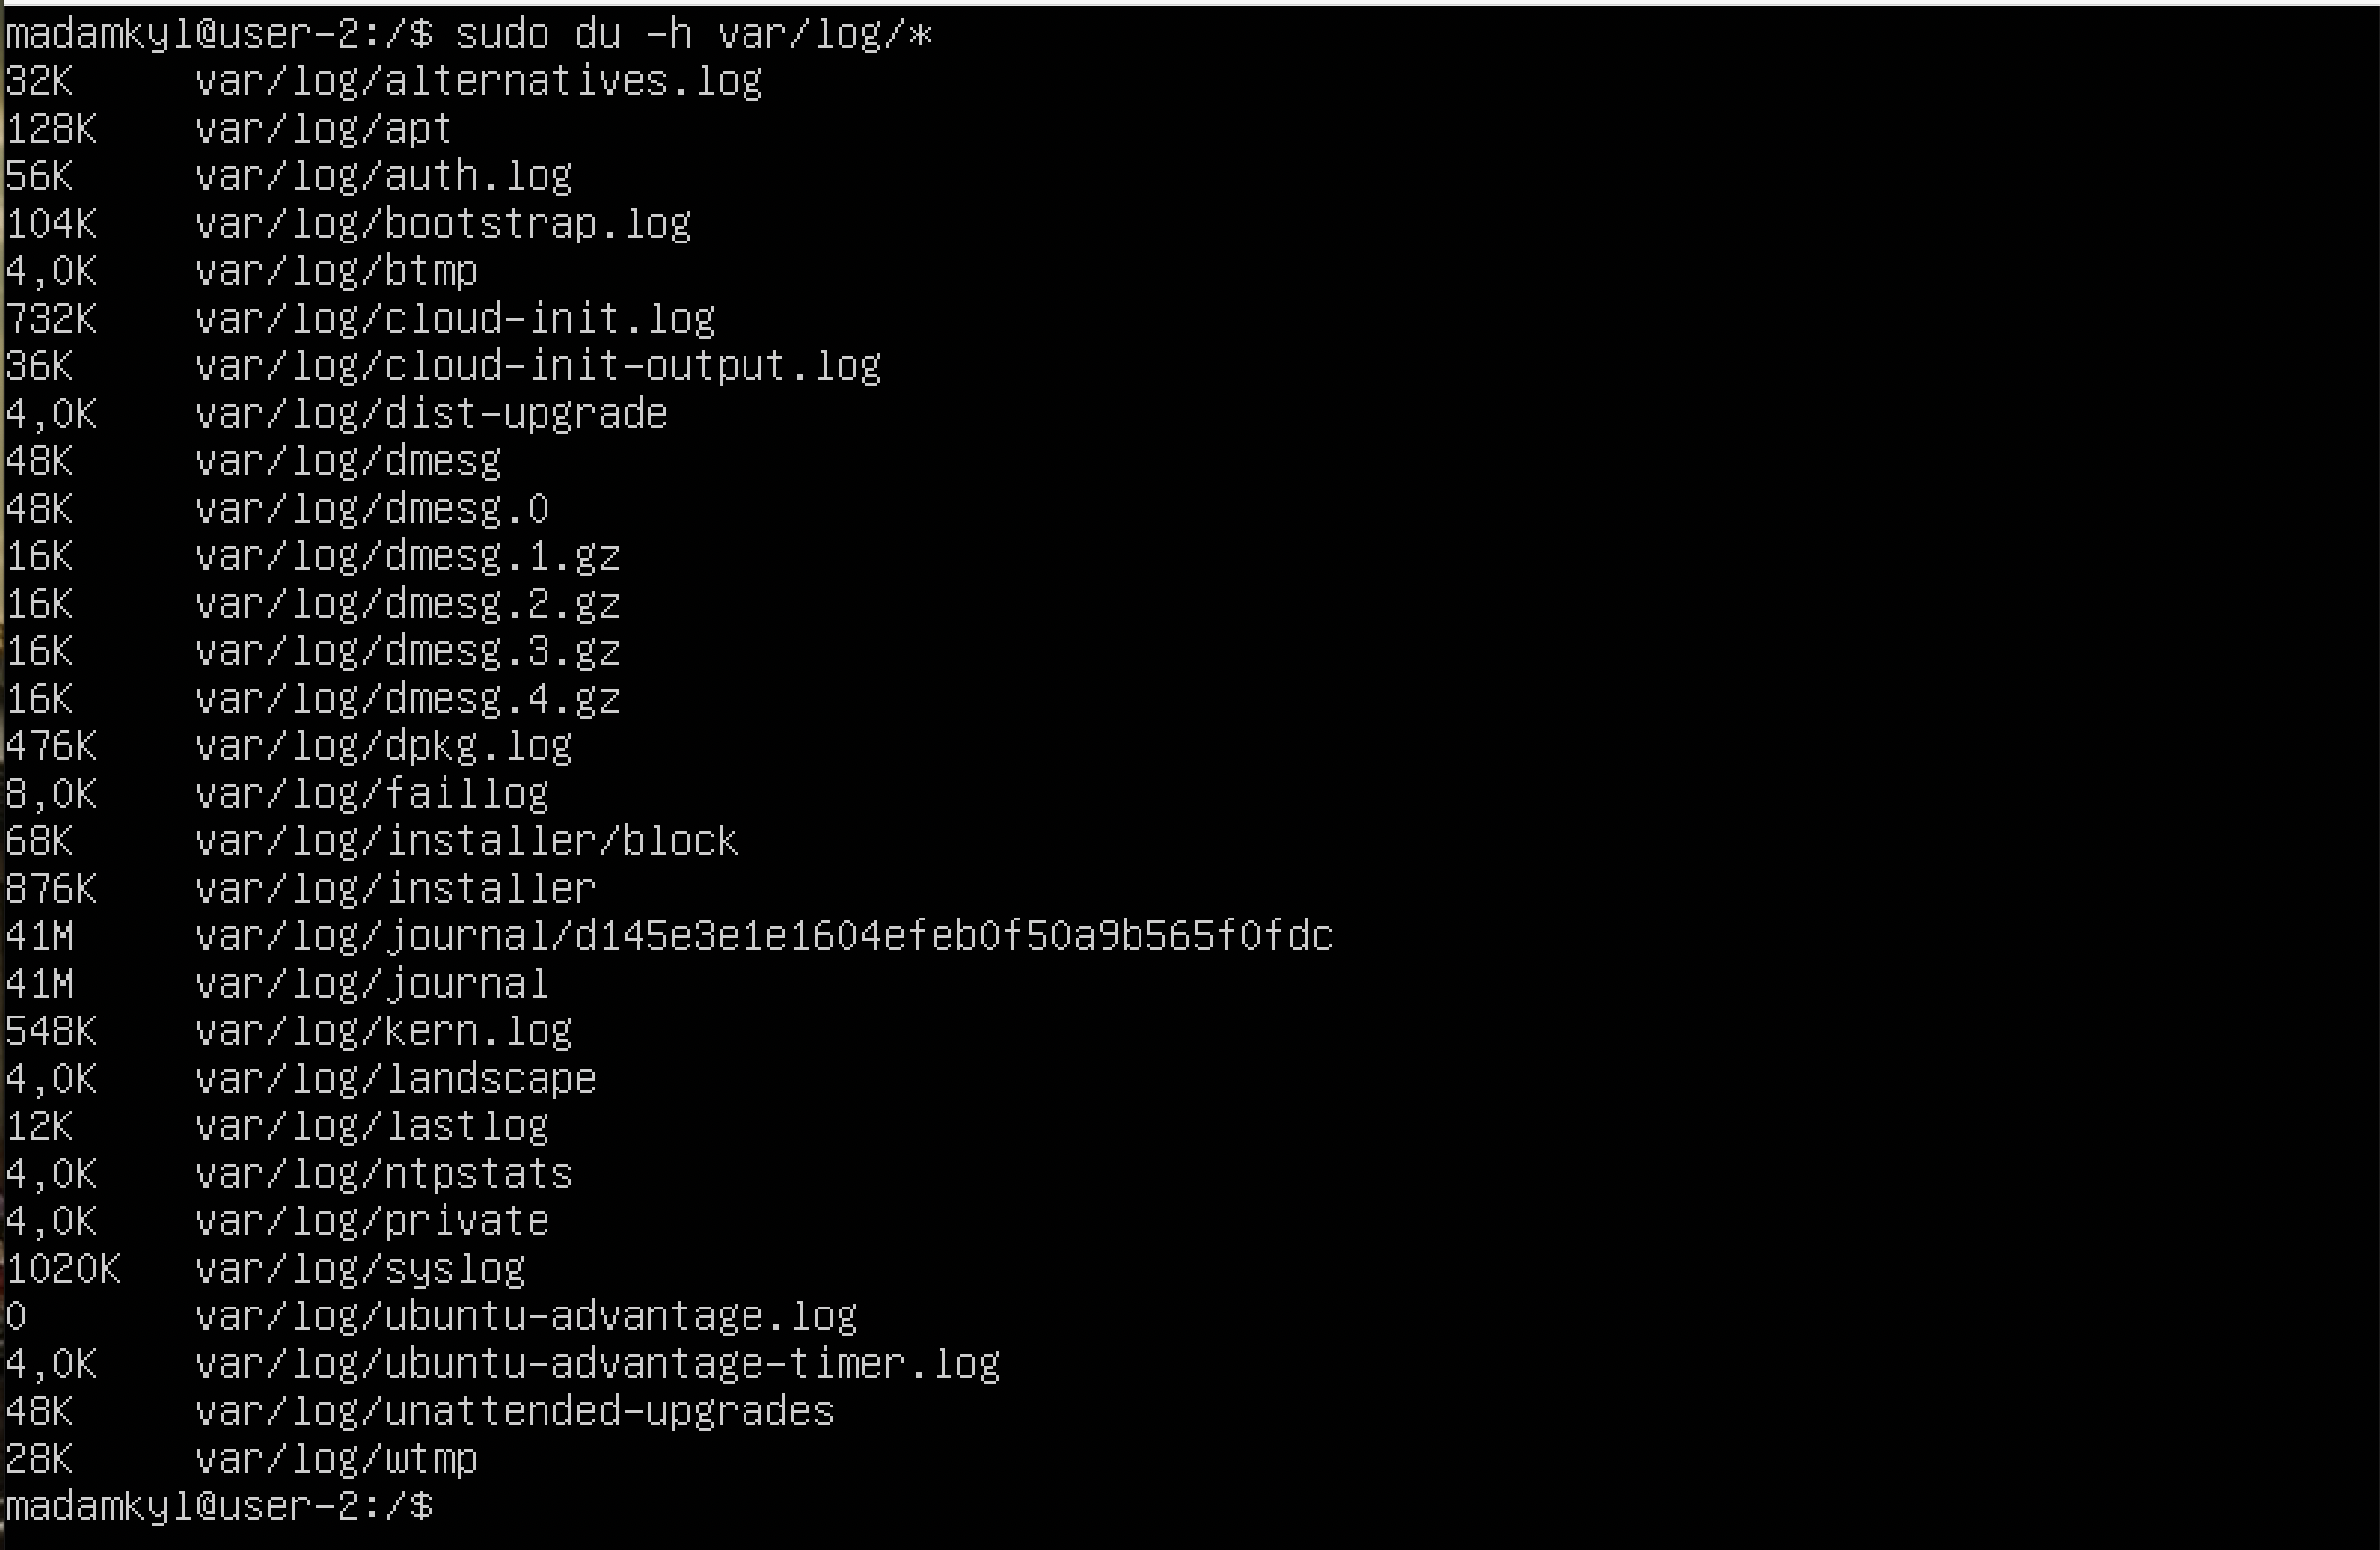 madamkyl@user-2:/$ sudo du -h var/log/*
32K     var/log/alternatives.log
128K    var/log/apt
56K     var/log/auth.log
104K    var/log/bootstrap.log
4,0K    var/log/btmp
732K    var/log/cloud-init.log
36K     var/log/cloud-init-output.log
4,0K    var/log/dist-upgrade
48K     var/log/dmesg
48K     var/log/dmesg.0
16K     var/log/dmesg.1.gz
16K     var/log/dmesg.2.gz
16K     var/log/dmesg.3.gz
16K     var/log/dmesg.4.gz
476K    var/log/dpkg.log
8,0K    var/log/faillog
68K     var/log/installer/block
876K    var/log/installer
41M     var/log/journal/d145e3e1e1604efeb0f50a9b565f0fdc
41M     var/log/journal
548K    var/log/kern.log
4,0K    var/log/landscape
12K     var/log/lastlog
4,0K    var/log/ntpstats
4,0K    var/log/private
1020K   var/log/syslog
0       var/log/ubuntu-advantage.log
4,0K    var/log/ubuntu-advantage-timer.log
48K     var/log/unattended-upgrades
28K     var/log/wtmp
madamkyl@user-2:/$